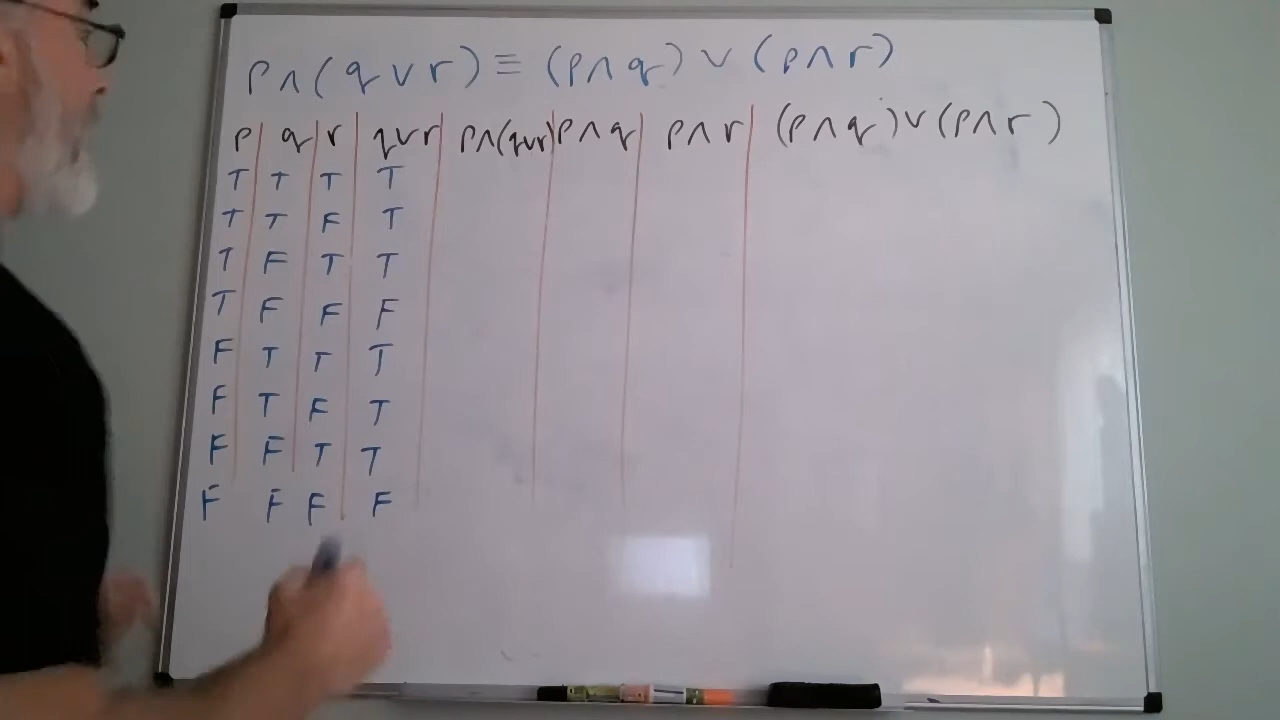 p∧(q∨r)≡(p∧q)∨(p∧r)
p q r q∨r p∧(q∨r) p∧q p∧r (p∧q)∨(p∧r)
T T T T
T T F T
T F T T
T F F F
F T T T
F T F T
F F T T
F F F F